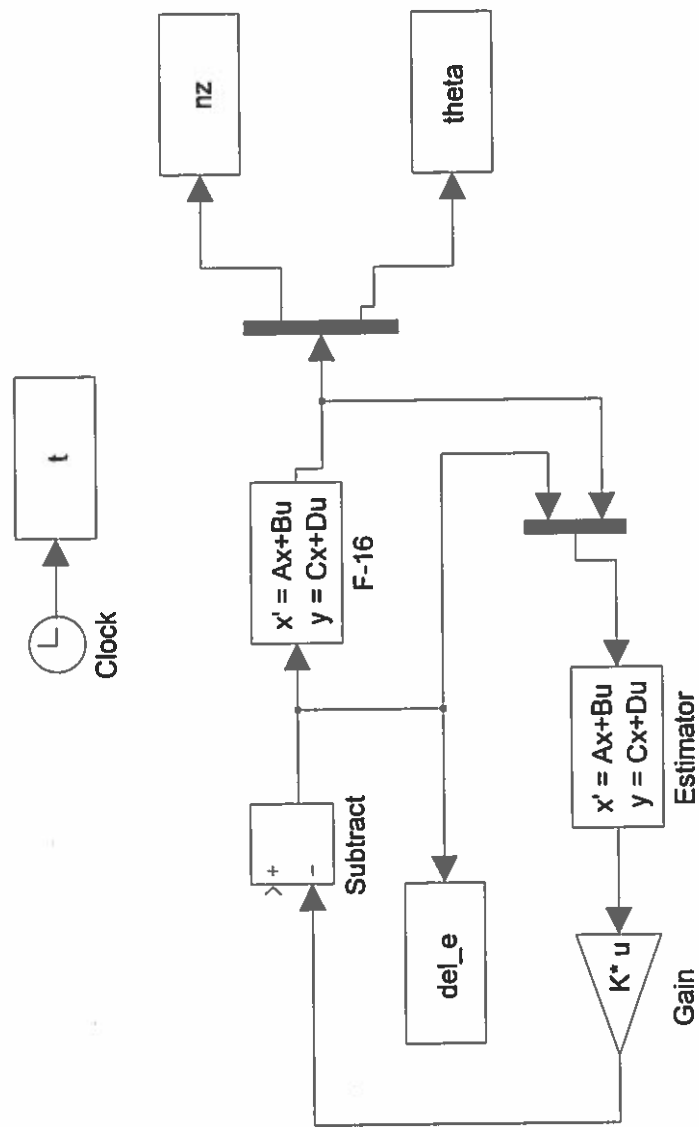 t
Clock
nz
theta
+
−
Subtract
x' = Ax+Bu
y = Cx+Du
F-16
del_e
x' = Ax+Bu
y = Cx+Du
Estimator
K* u
Gain